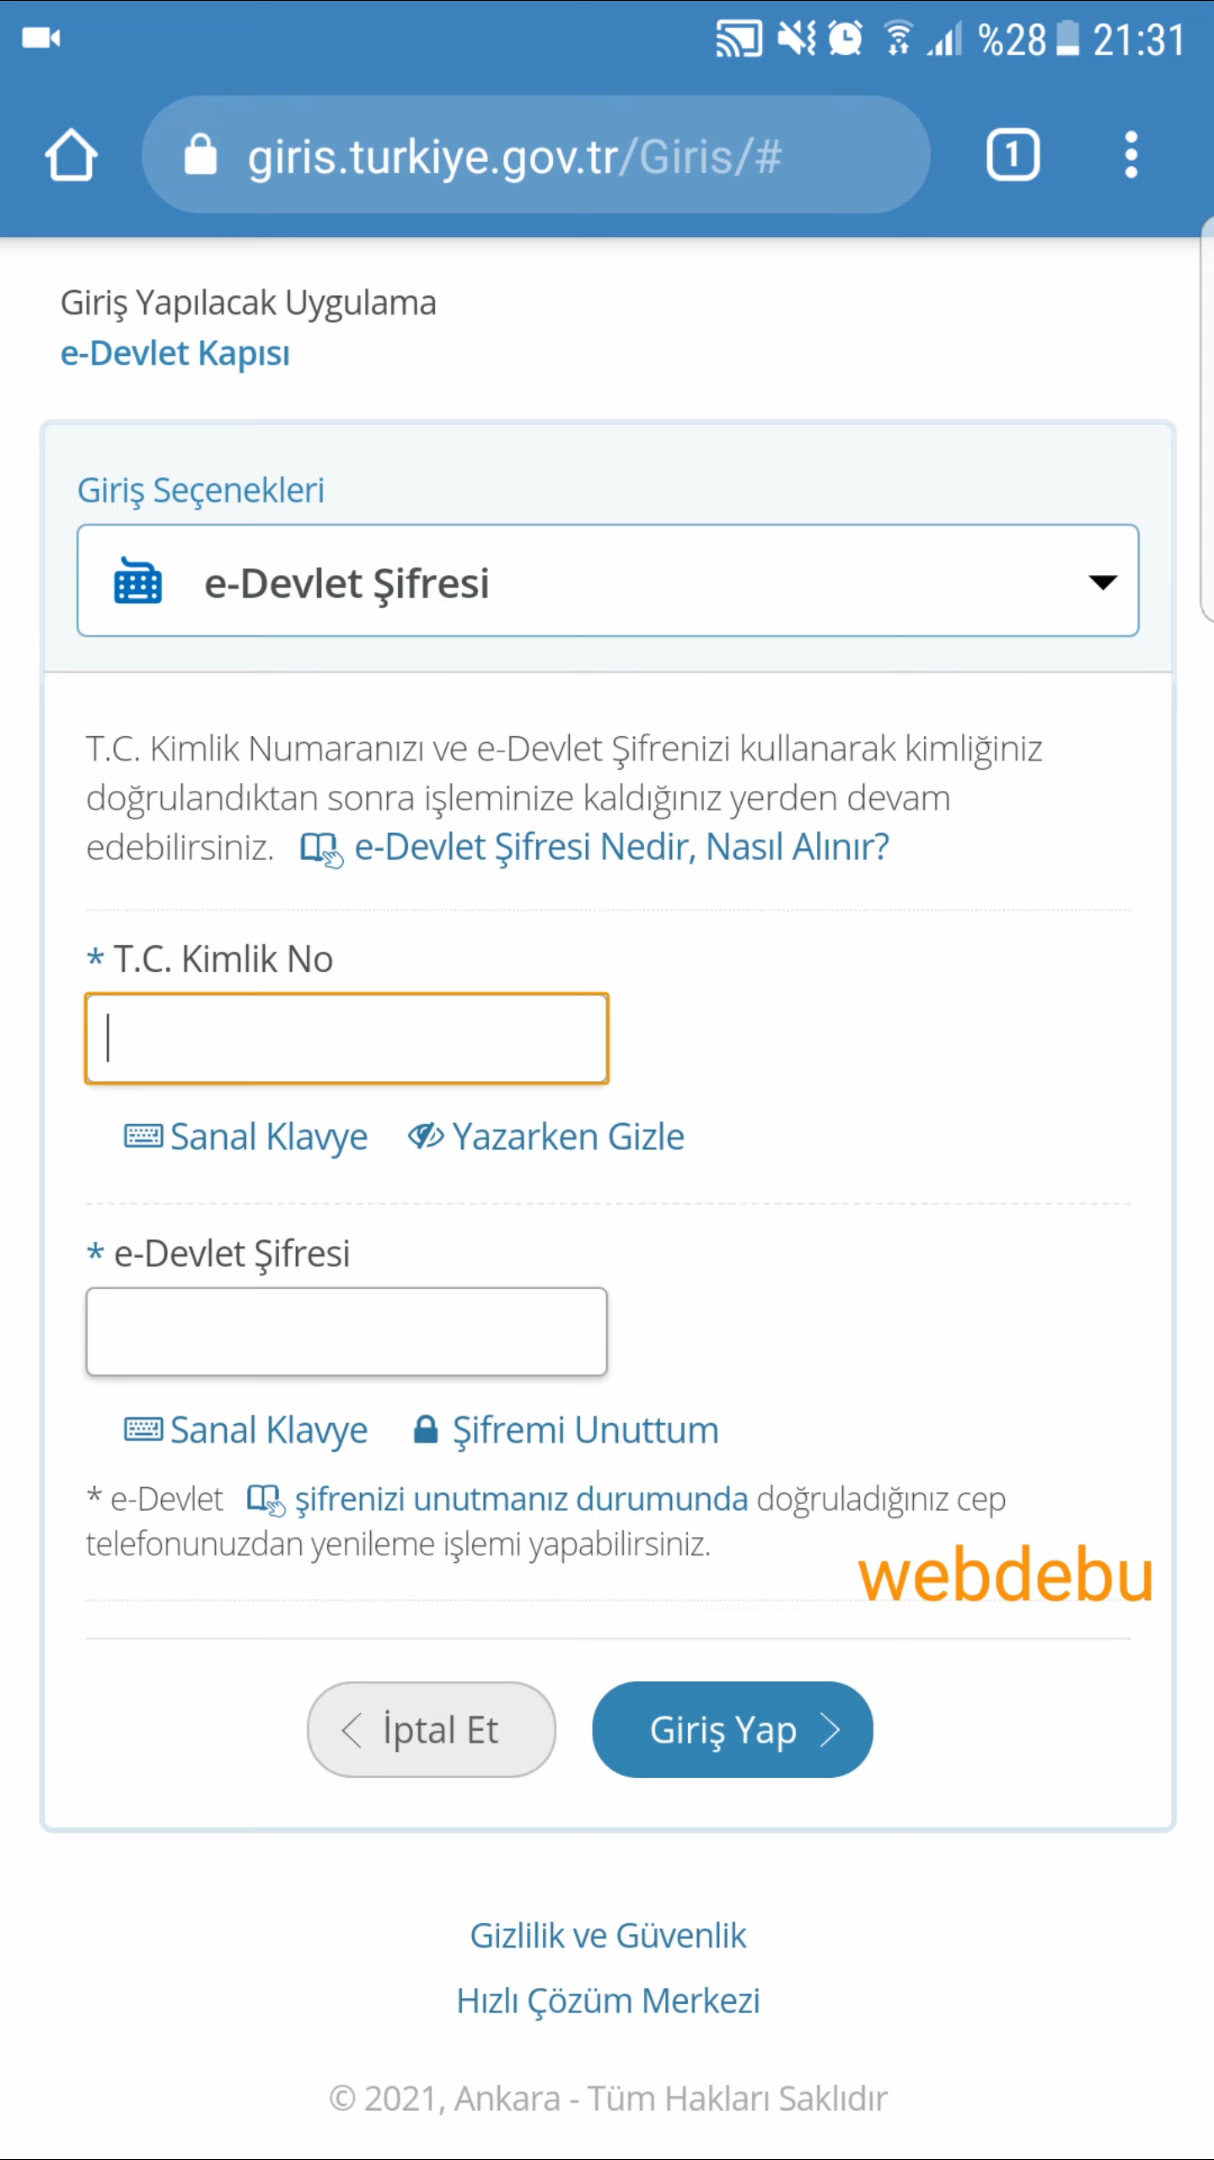 %28 21:31
giris.turkiye.gov.tr/Giris/#
1
Giriş Yapılacak Uygulama
e-Devlet Kapısı
Giriş Seçenekleri
e-Devlet Şifresi
T.C. Kimlik Numaranızı ve e-Devlet Şifrenizi kullanarak kimliğiniz
doğrulandıktan sonra işleminize kaldığınız yerden devam
edebilirsiniz. e-Devlet Şifresi Nedir, Nasıl Alınır?
* T.C. Kimlik No
Sanal Klavye Yazarken Gizle
* e-Devlet Şifresi
Sanal Klavye Şifremi Unuttum
* e-Devlet şifrenizi unutmanız durumunda doğruladığınız cep
telefonunuzdan yenileme işlemi yapabilirsiniz.
webdebu
İptal Et Giriş Yap
Gizlilik ve Güvenlik
Hızlı Çözüm Merkezi
© 2021, Ankara - Tüm Hakları Saklıdır